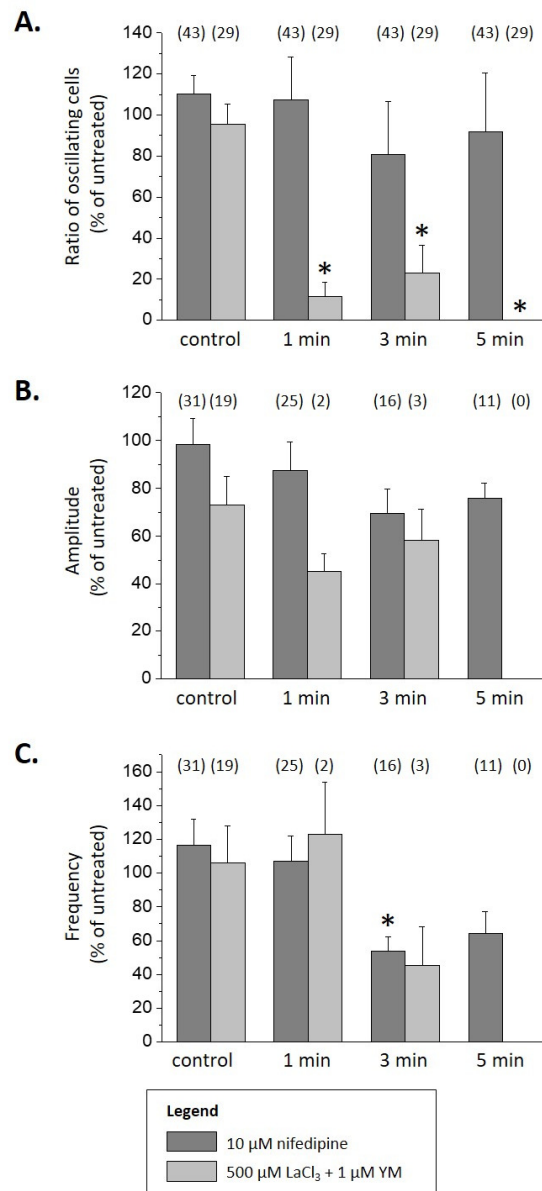 A.
(43) (29) (43) (29) (43) (29) (43) (29)
140
120
100
80
60
40
20
0
Ratio of oscillating cells
(% of untreated)
* * *
control 1 min 3 min 5 min
B.
(31) (19) (25) (2) (16) (3) (11) (0)
120
100
80
60
40
20
0
Amplitude
(% of untreated)
control 1 min 3 min 5 min
C.
(31) (19) (25) (2) (16) (3) (11) (0)
160
140
120
100
80
60
40
20
0
Frequency
(% of untreated)
*
control 1 min 3 min 5 min
Legend
10 µM nifedipine
500 µM LaCl₃ + 1 µM YM